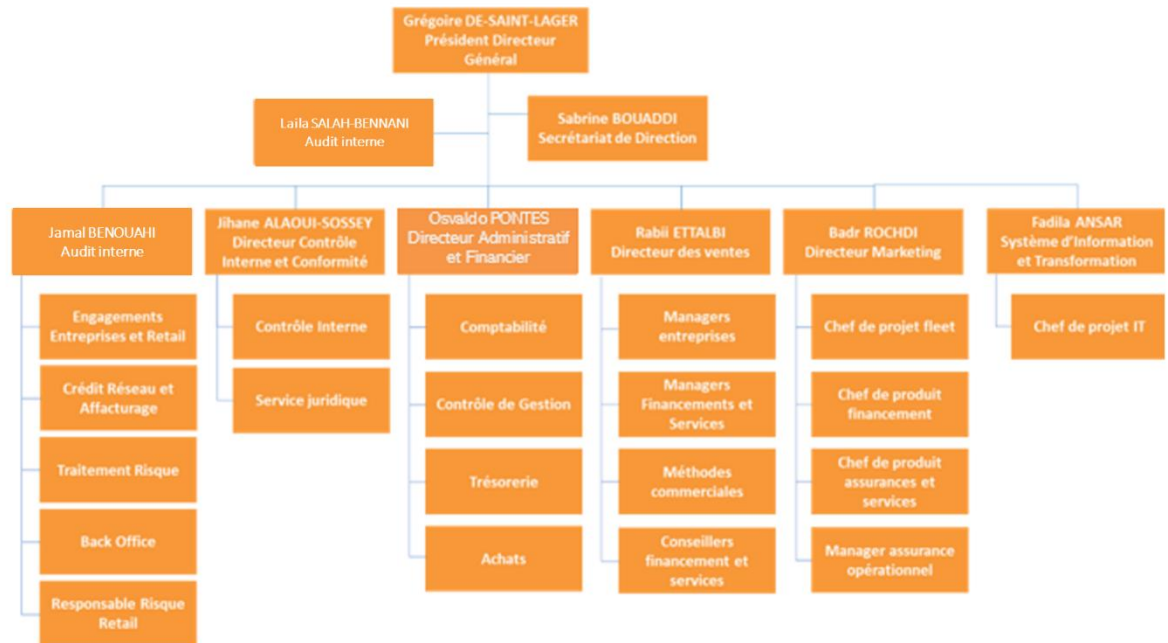 Grégoire DE-SAINT-LAGER
Président Directeur
Général
Laila SALAH-BENNANI
Audit interne
Sabrine BOUADDI
Secrétariat de Direction
Jamal BENOUAHI
Audit interne
Jihane ALAOUI-SOSSEY
Directeur Contrôle
Interne et Conformité
Osvaldo PONTES
Directeur Administratif
et Financier
Rabii ETTALBI
Directeur des ventes
Badr ROCHDI
Directeur Marketing
Fadila ANSAR
Système d'Information
et Transformation
Engagements
Entreprises et Retail
Crédit Réseau et
Affacturage
Traitement Risque
Back Office
Responsable Risque
Retail
Contrôle Interne
Service juridique
Comptabilité
Contrôle de Gestion
Trésorerie
Achats
Managers
entreprises
Managers
Financements et
Services
Méthodes
commerciales
Conseillers
financement et
services
Chef de projet fleet
Chef de produit
financement
Chef de produit
assurances et
services
Manager assurance
opérationnel
Chef de projet IT